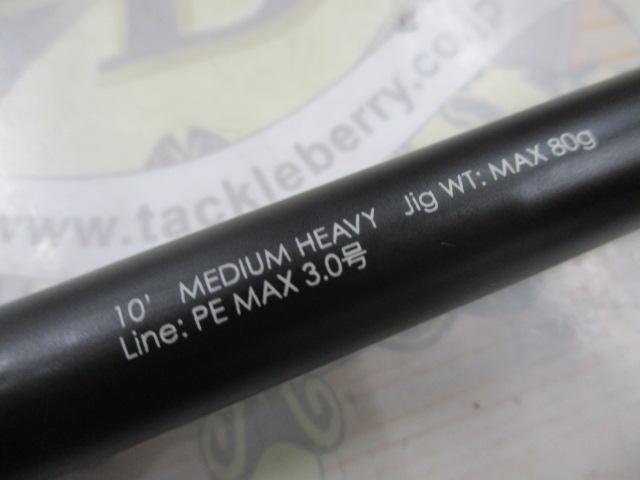 www.tackleberry.co.jp
10' MEDIUM HEAVY Jig WT: MAX 80g
Line: PE MAX 3.0号